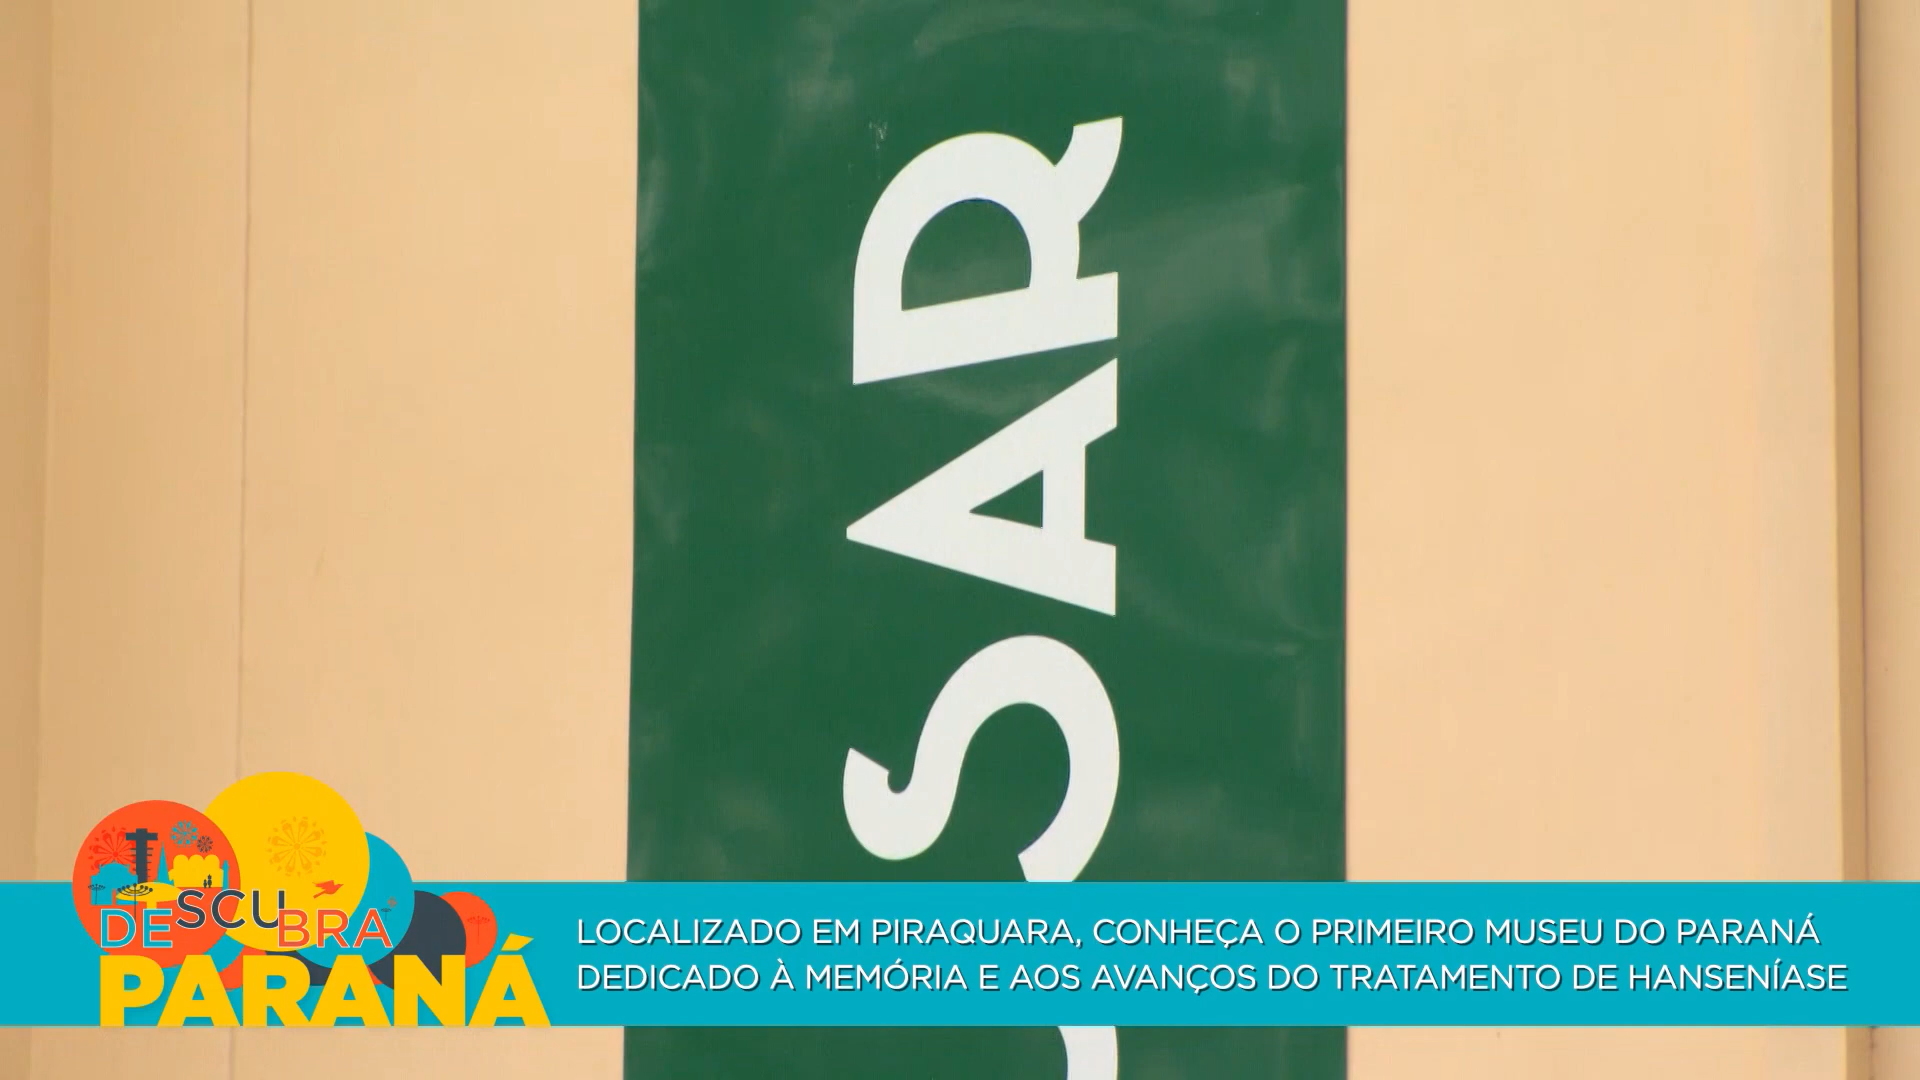 SAR
DESCUBRA
PARANÁ
LOCALIZADO EM PIRAQUARA, CONHEÇA O PRIMEIRO MUSEU DO PARANÁ
DEDICADO À MEMÓRIA E AOS AVANÇOS DO TRATAMENTO DE HANSENÍASE